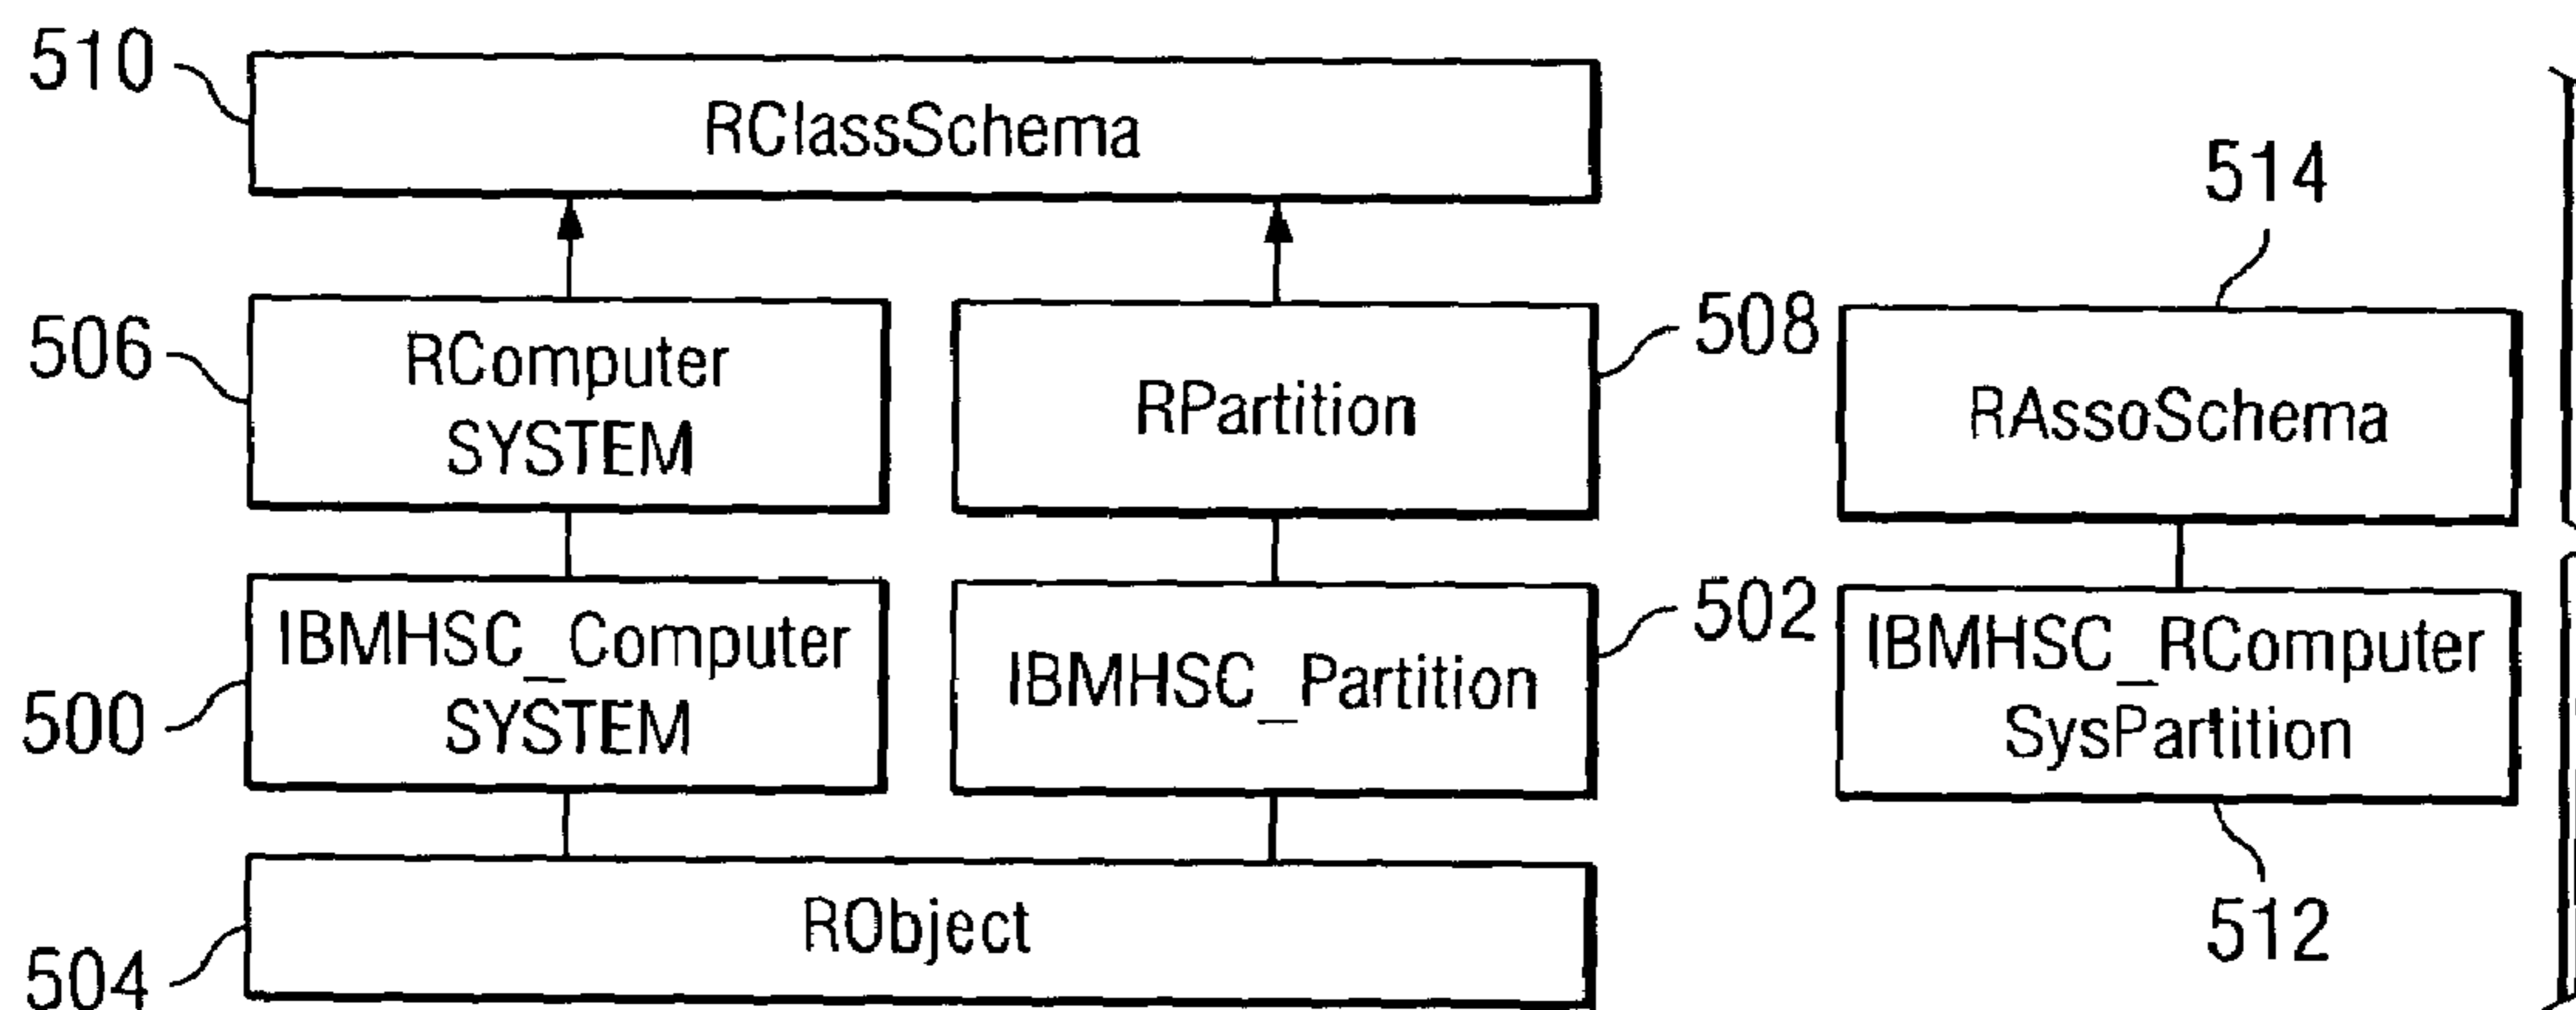 510
RClassSchema
514
506
RComputer
SYSTEM
RPartition
508
RAssoSchema
500
IBMHSC_Computer
SYSTEM
IBMHSC_Partition
502
IBMHSC_RComputer
SysPartition
504
RObject
512